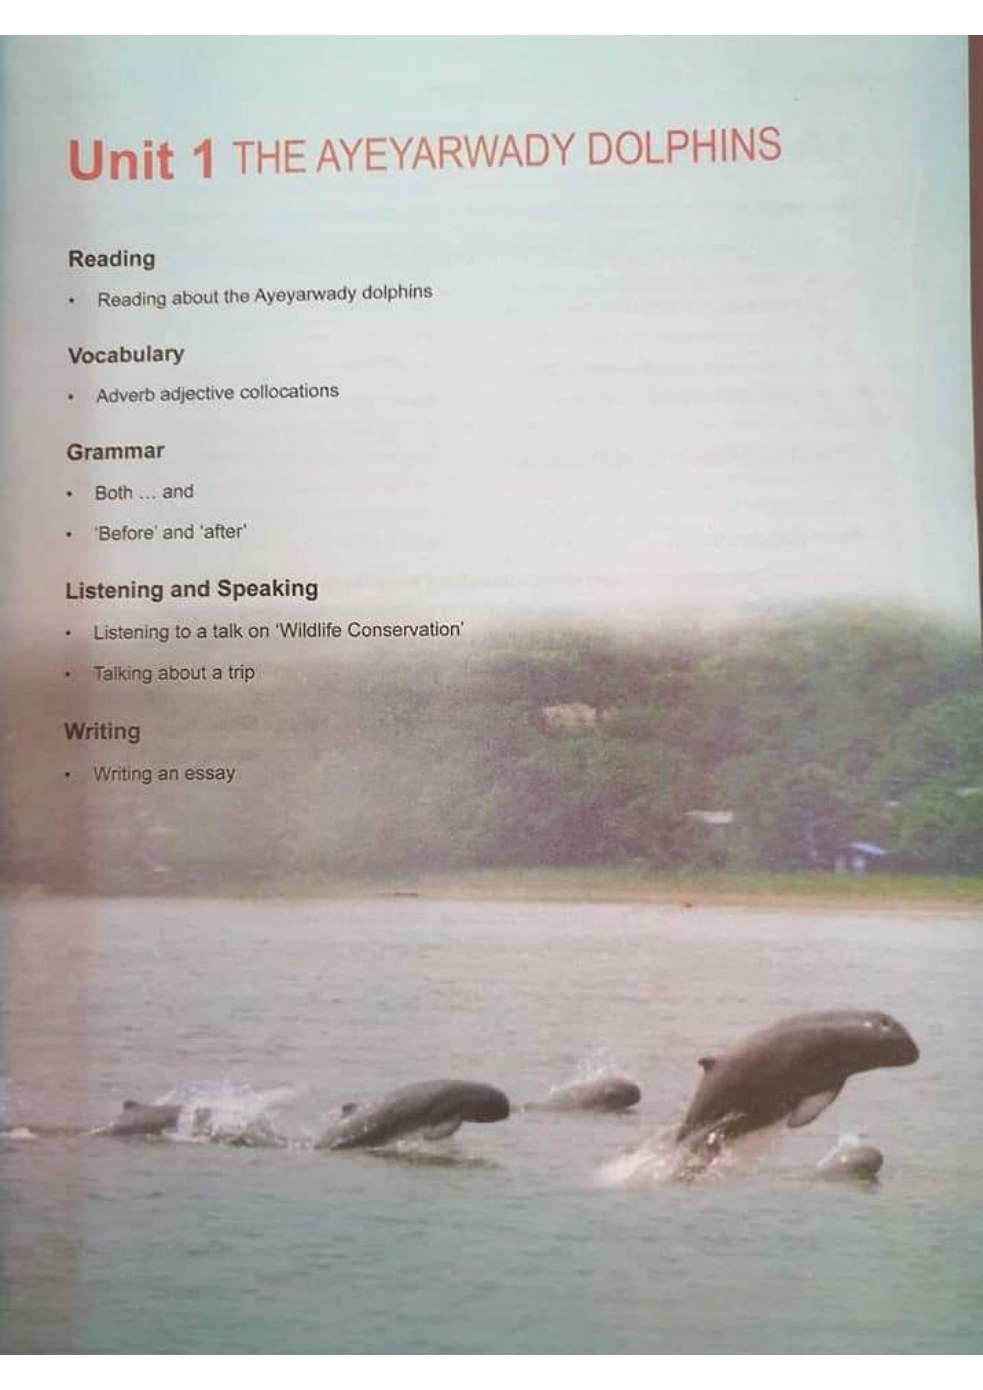 Unit 1 THE AYEYARWADY DOLPHINS
Reading
• Reading about the Ayeyarwady dolphins
Vocabulary
• Adverb adjective collocations
Grammar
• Both ... and
• ‘Before’ and ‘after’
Listening and Speaking
• Listening to a talk on ‘Wildlife Conservation’
• Talking about a trip
Writing
• Writing an essay